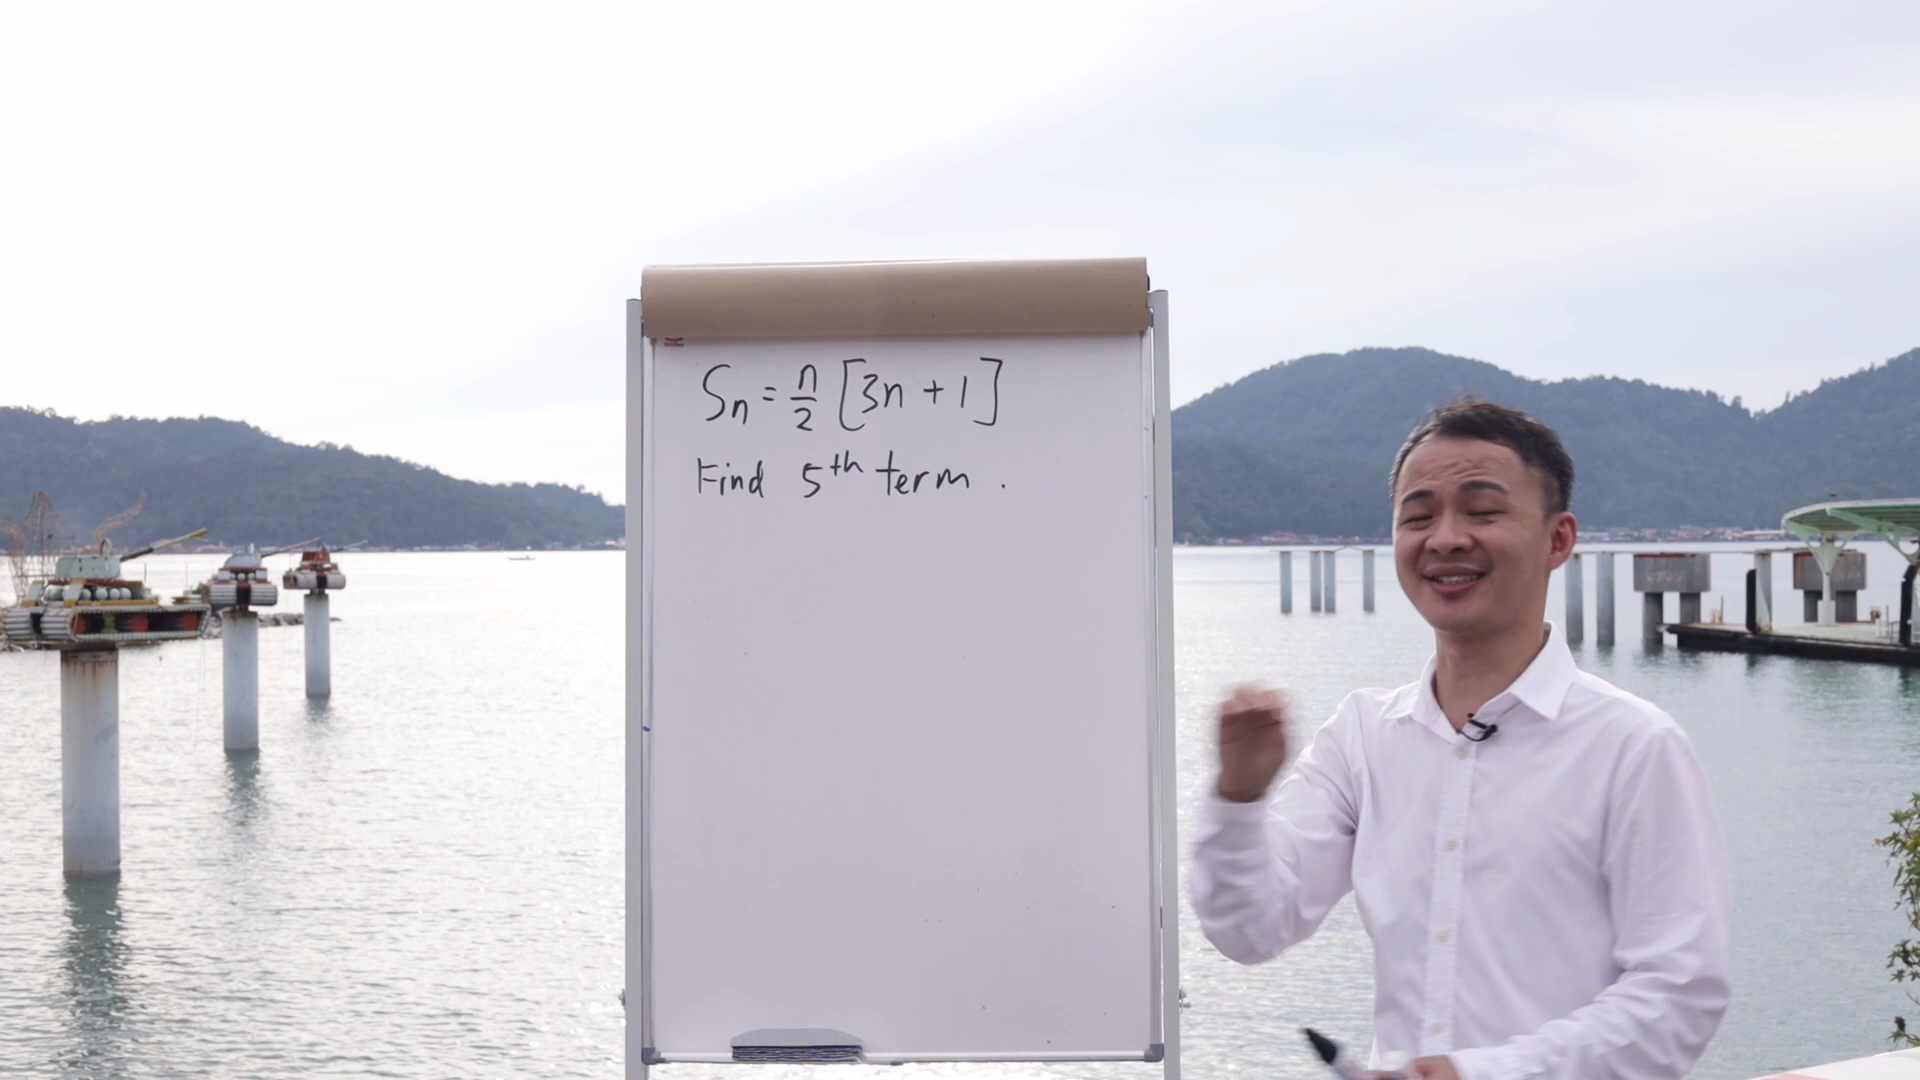 Sn = n/2 [3n + 1]
Find 5th term .